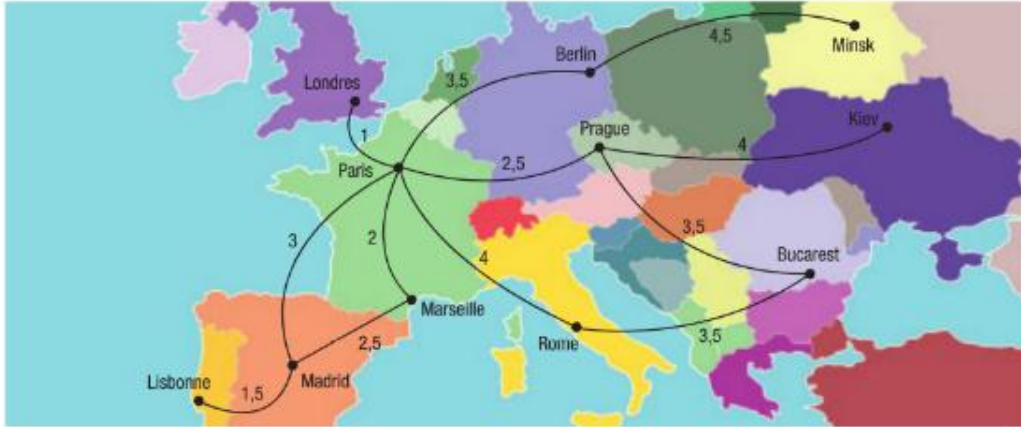 Minsk
4,5
Berlin
Londres
3,5
Kiev
Prague
1
4
Paris
2,5
3
2
3,5
4
Bucarest
Marseille
3,5
Rome
2,5
Lisbonne
Madrid
1,5